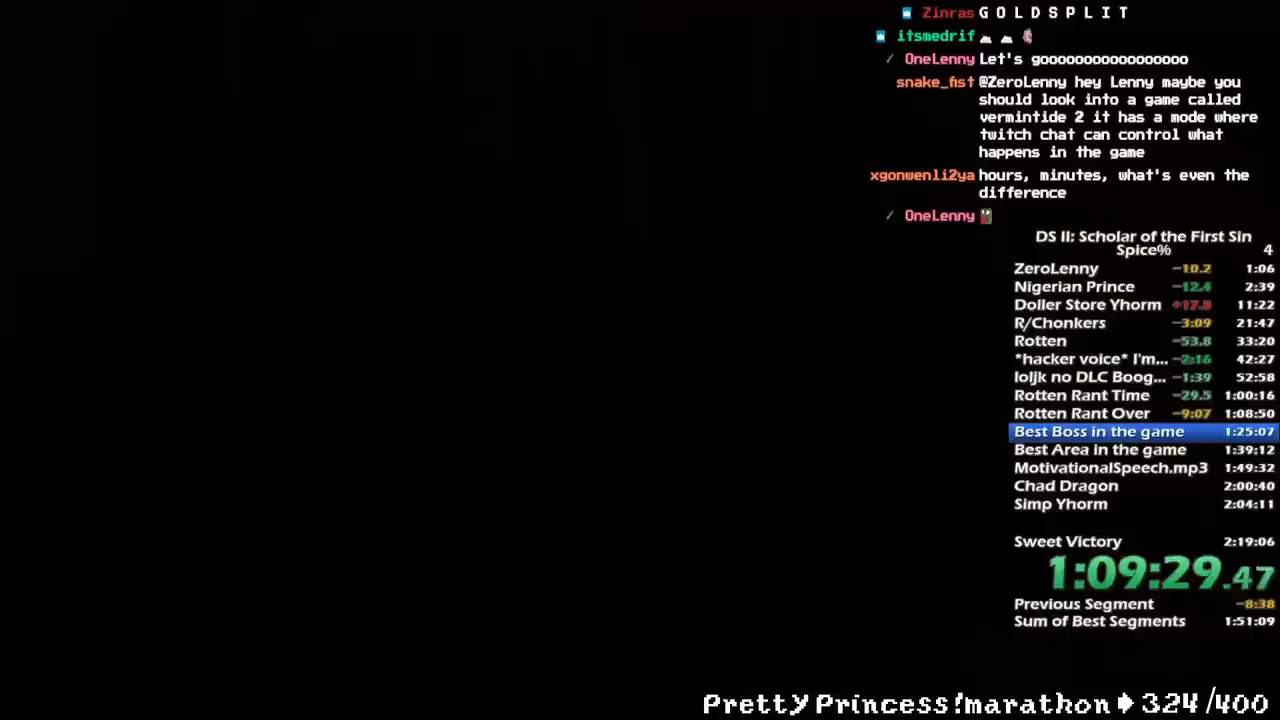 Zinras G O L D S P L I T
itsmedrif
OneLenny Let's gooooooooooooooooo
snake_fist @ZeroLenny hey Lenny maybe you
should look into a game called
vermintide 2 it has a mode where
twitch chat can control what
happens in the game
xgonwenli2ya hours, minutes, what's even the
difference
OneLenny
DS II: Scholar of the First Sin
Spice% 4
ZeroLenny -10.2 1:06
Nigerian Prince -12.4 2:39
Doller Store Yhorm +17.5 11:22
R/Chonkers -3:09 21:47
Rotten -53.8 33:20
*hacker voice* I'm... -2:16 42:27
loljk no DLC Boog... -1:39 52:58
Rotten Rant Time -29.5 1:00:16
Rotten Rant Over -9:07 1:08:50
Best Boss in the game 1:25:07
Best Area in the game 1:39:12
MotivationalSpeech.mp3 1:49:32
Chad Dragon 2:00:40
Simp Yhorm 2:04:11
Sweet Victory 2:19:06
1:09:29.47
Previous Segment -8:38
Sum of Best Segments 1:51:09
Pretty Princess !marathon 324/400